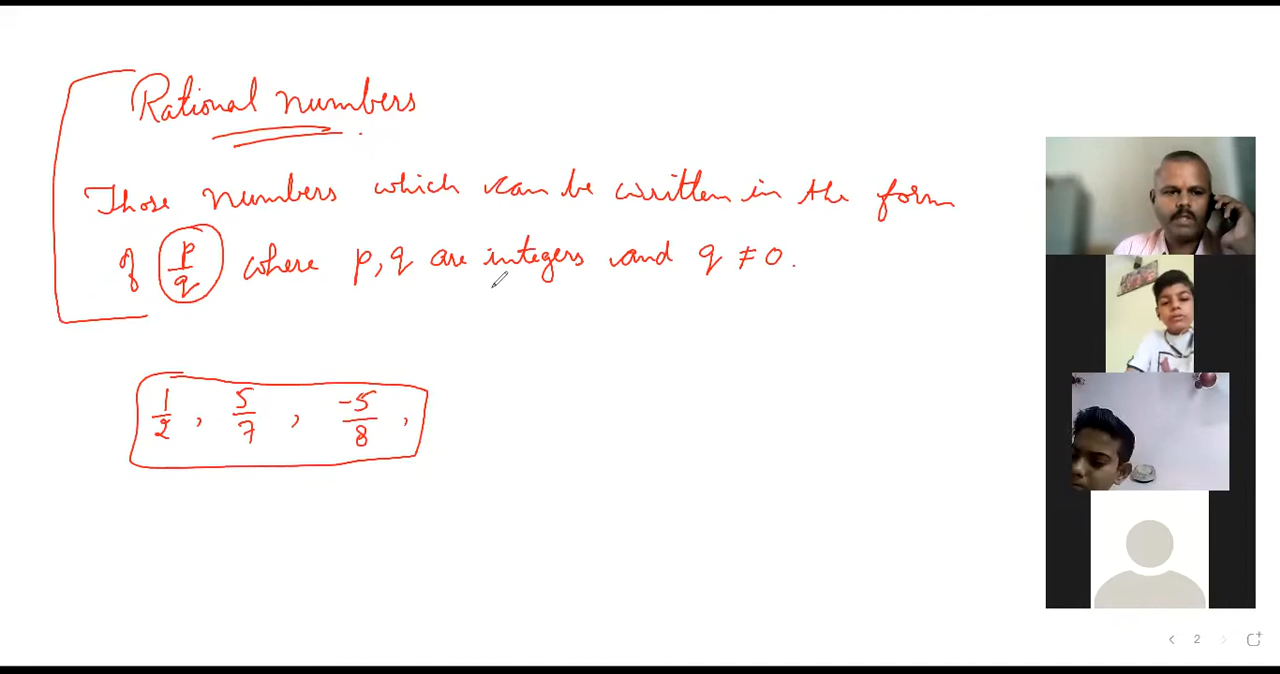 Rational numbers
Those numbers which can be written in the form
of p/q where p, q are integers and q ≠ 0.
1/2, 5/7, -5/8,
2